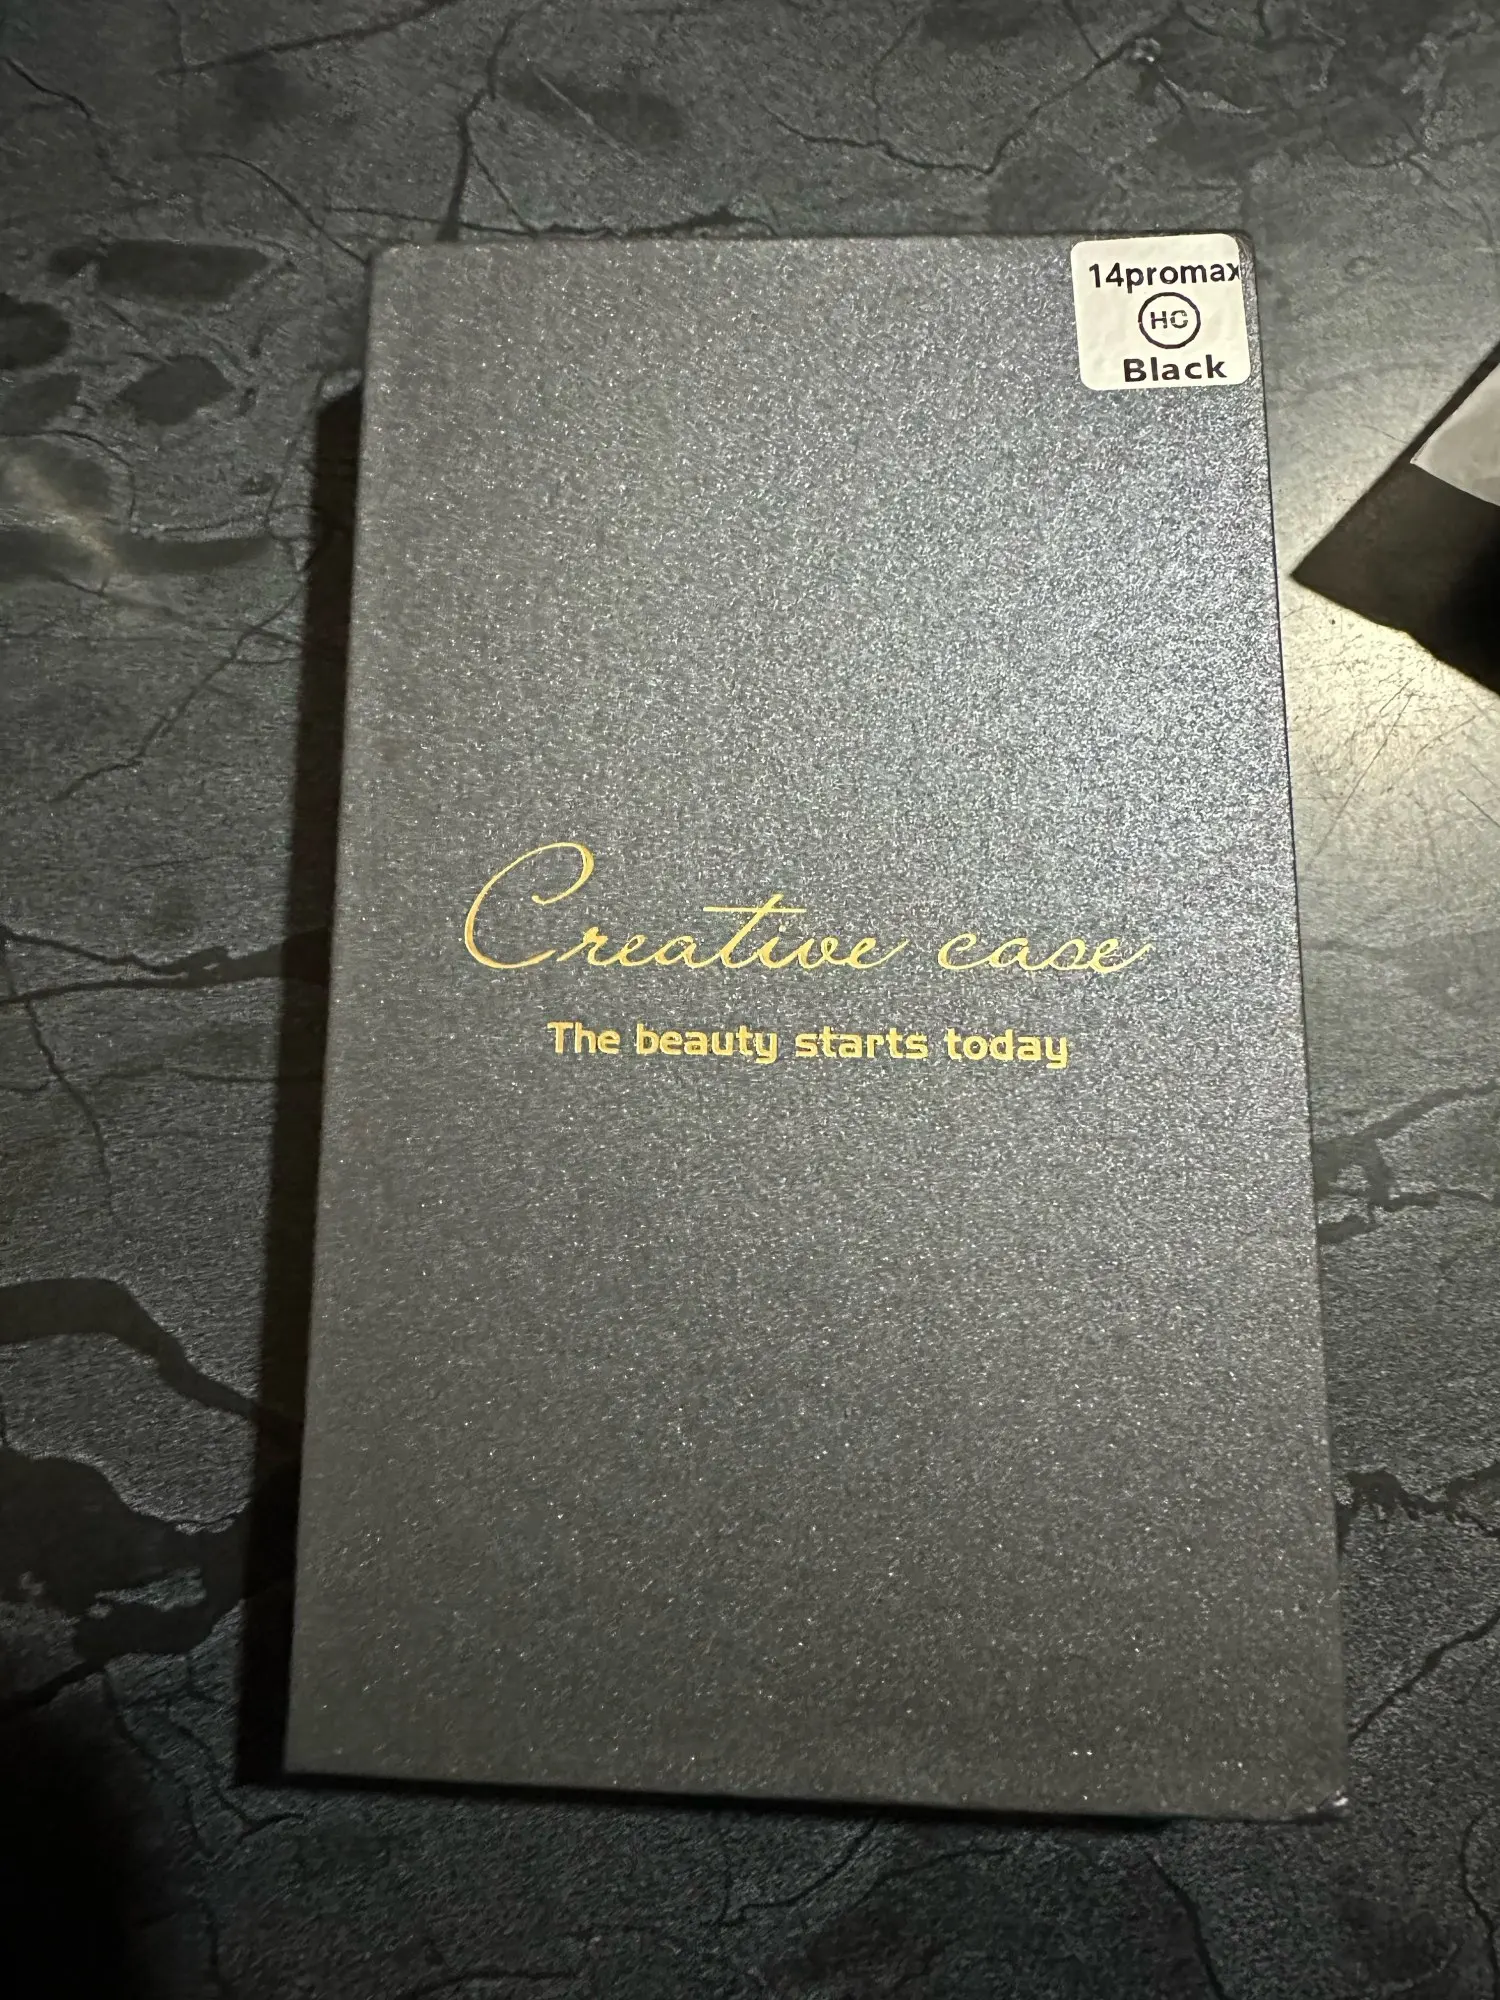 14promax
HC
Black
Creative case
The beauty starts today